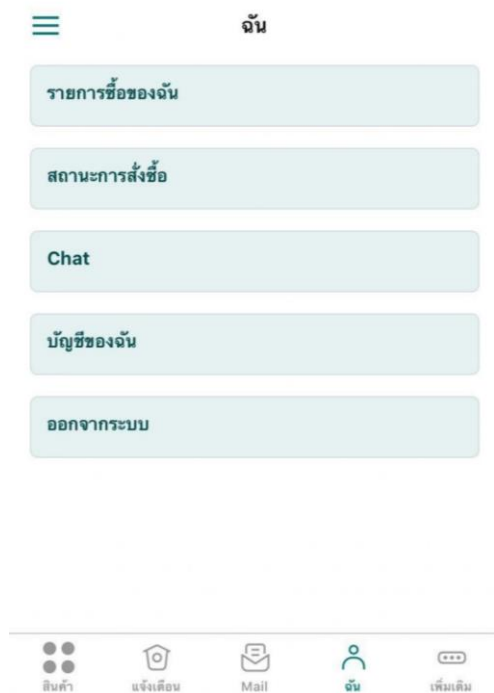 ฉัน
รายการซื้อของฉัน
สถานะการสั่งซื้อ
Chat
บัญชีของฉัน
ออกจากระบบ
สินค้า
แจ้งเตือน
Mail
ฉัน
เพิ่มเติม